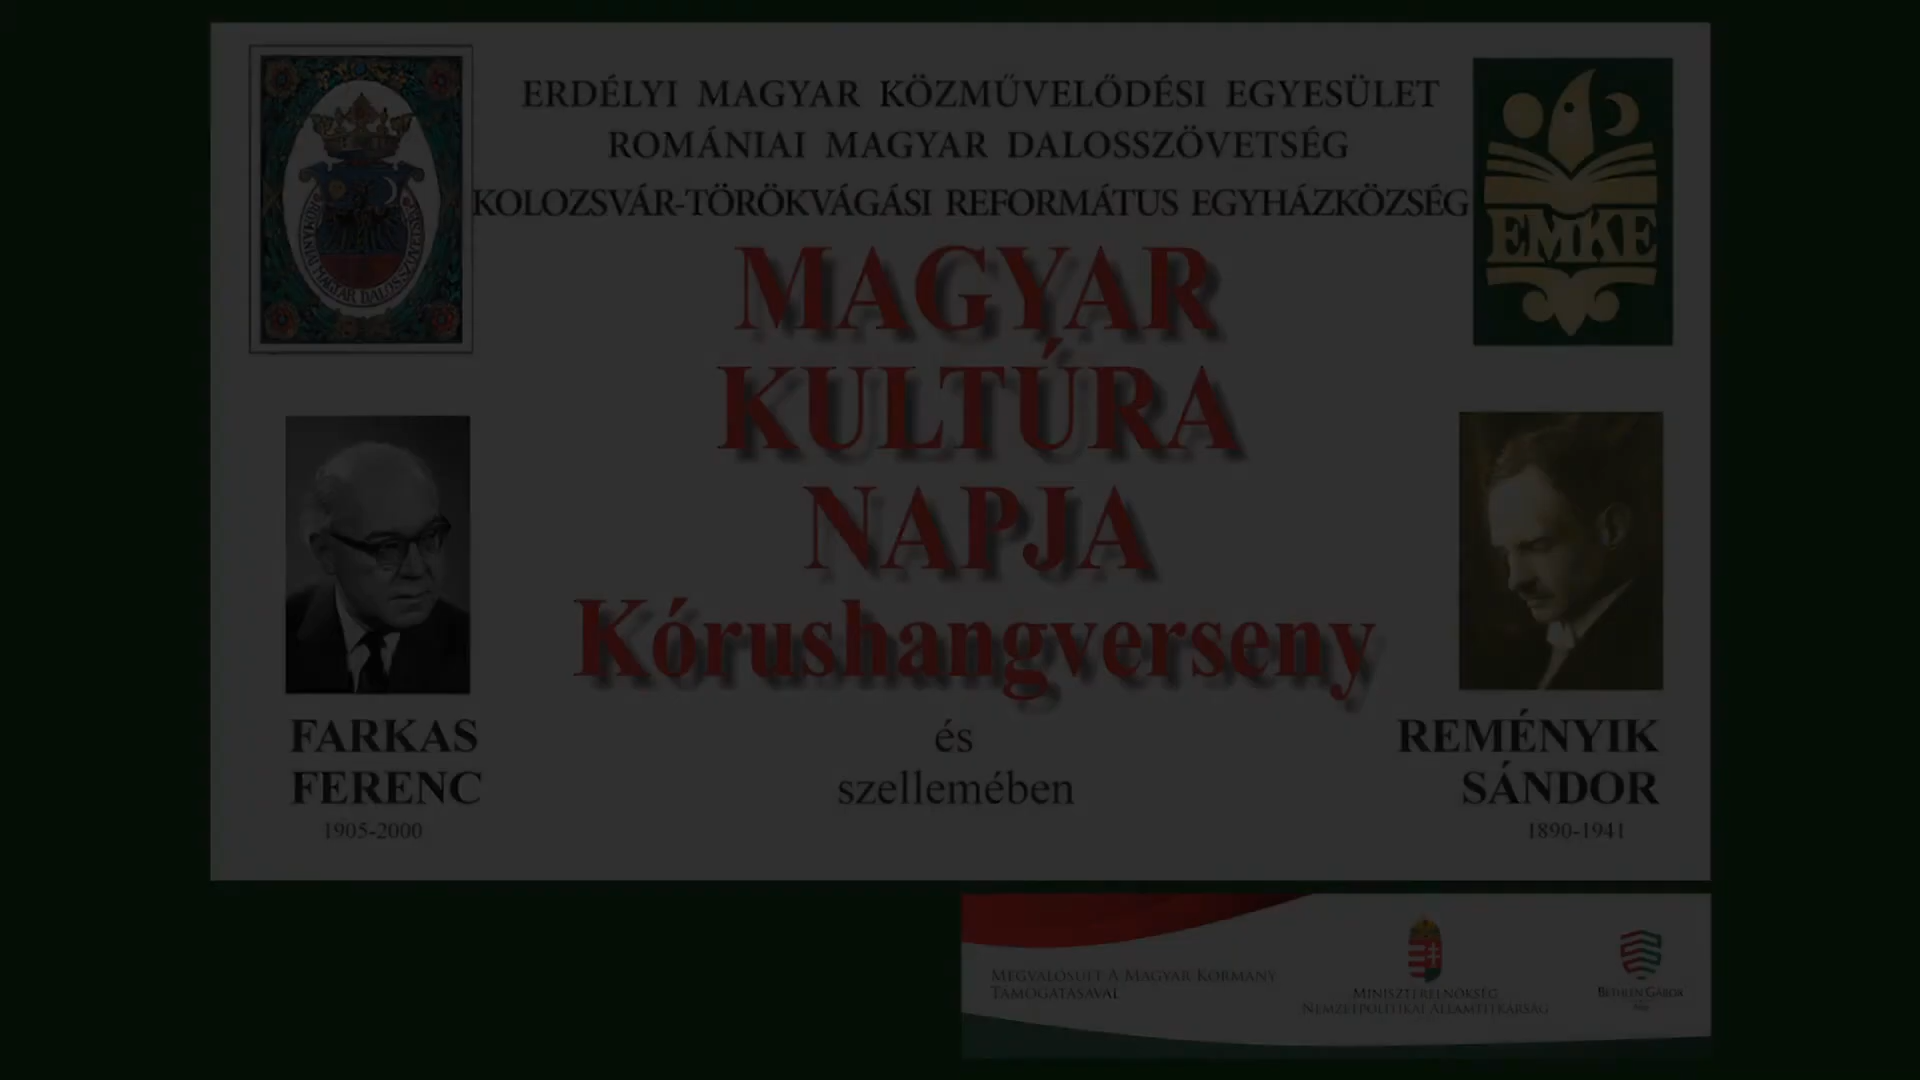 ERDÉLYI MAGYAR KÖZMŰVELŐDÉSI EGYESÜLET
ROMÁNIAI MAGYAR DALOSSZÖVETSÉG
KOLOZSVÁR-TÖRÖKVÁGÁSI REFORMÁTUS EGYHÁZKÖZSÉG
EMKE
MAGYAR
KULTÚRA
NAPJA
Kórushangverseny
és
szellemében
FARKAS
FERENC
1905-2000
REMÉNYIK
SÁNDOR
1890-1941
MEGVALÓSULT A MAGYAR KORMÁNY
TÁMOGATÁSÁVAL
MINISZTERELNÖKSÉG
NEMZETPOLITIKAI ÁLLAMTITKÁRSÁG
BETHLEN GÁBOR